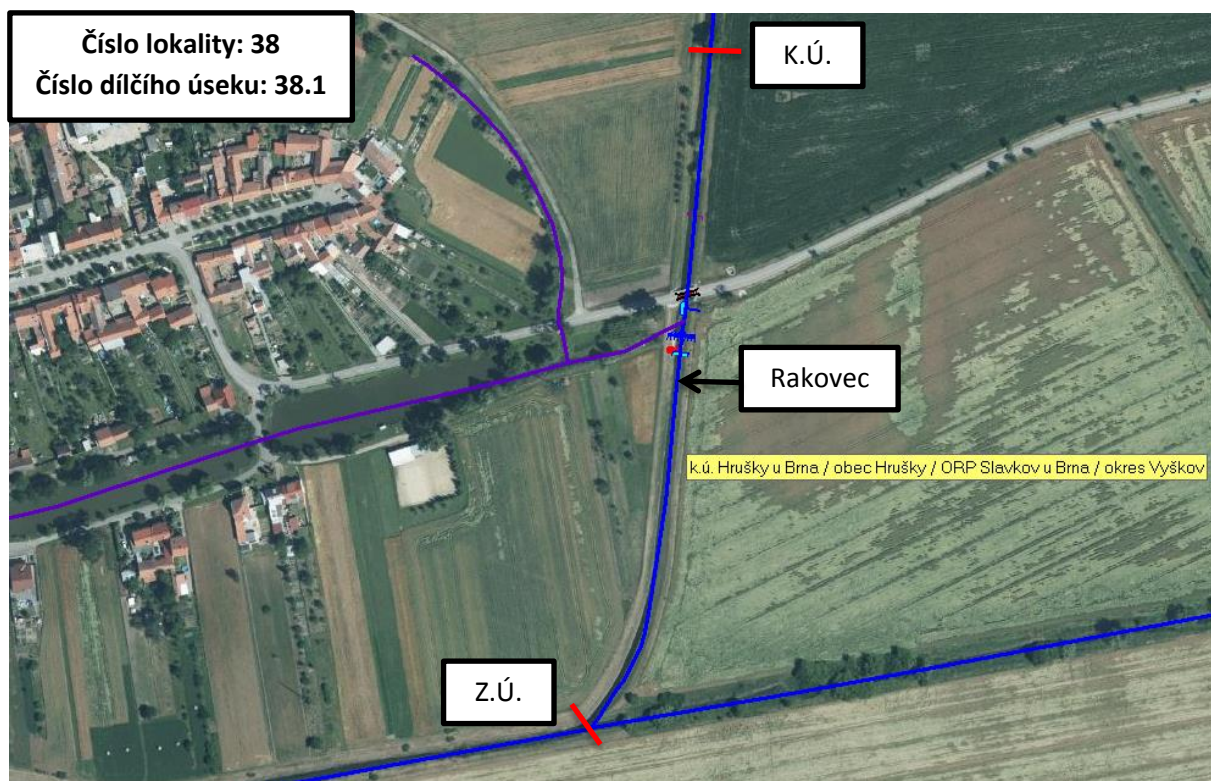 Číslo lokality: 38
Číslo dílčího úseku: 38.1
K.Ú.
Rakovec
k.ú. Hrušky u Brna / obec Hrušky / ORP Slavkov u Brna / okres Vyškov
Z.Ú.